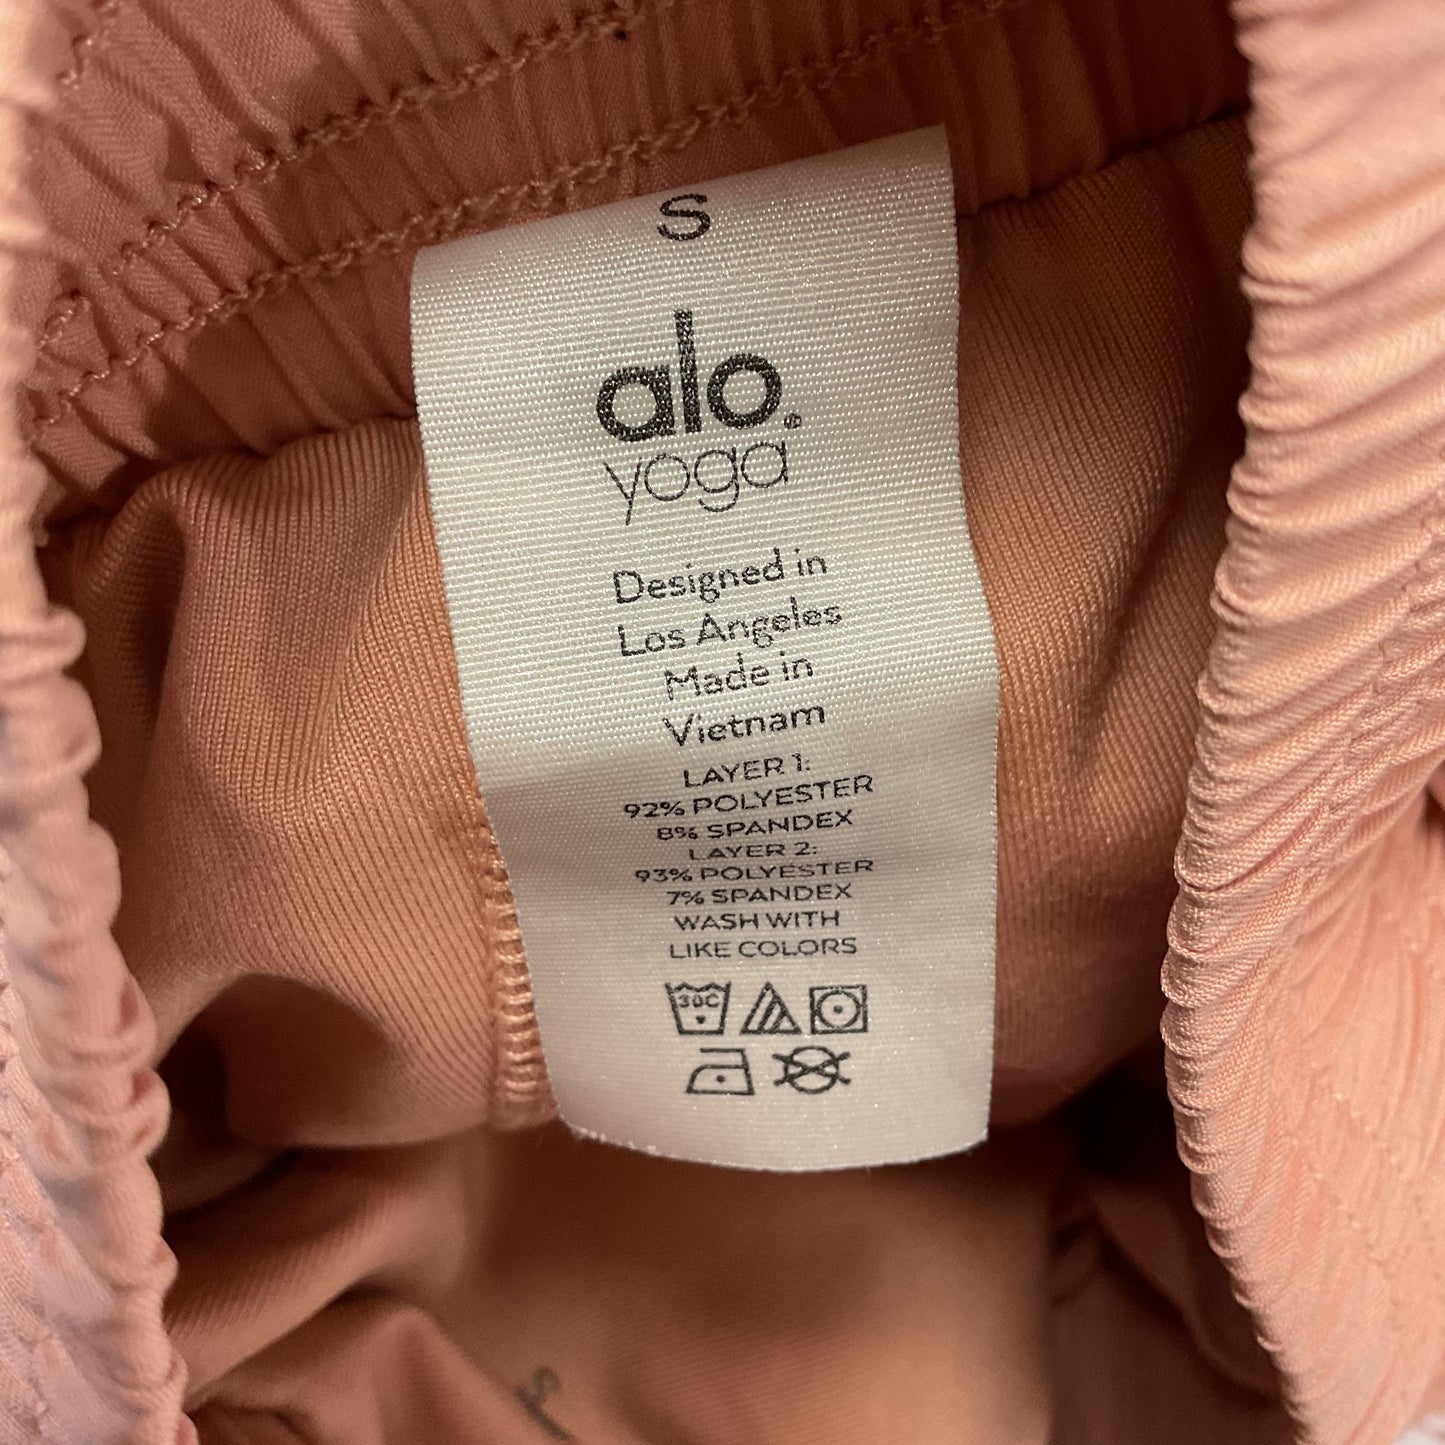 S
alo.®
yoga
Designed in
Los Angeles
Made in
Vietnam
LAYER 1:
92% POLYESTER
8% SPANDEX
LAYER 2:
93% POLYESTER
7% SPANDEX
WASH WITH
LIKE COLORS
30C